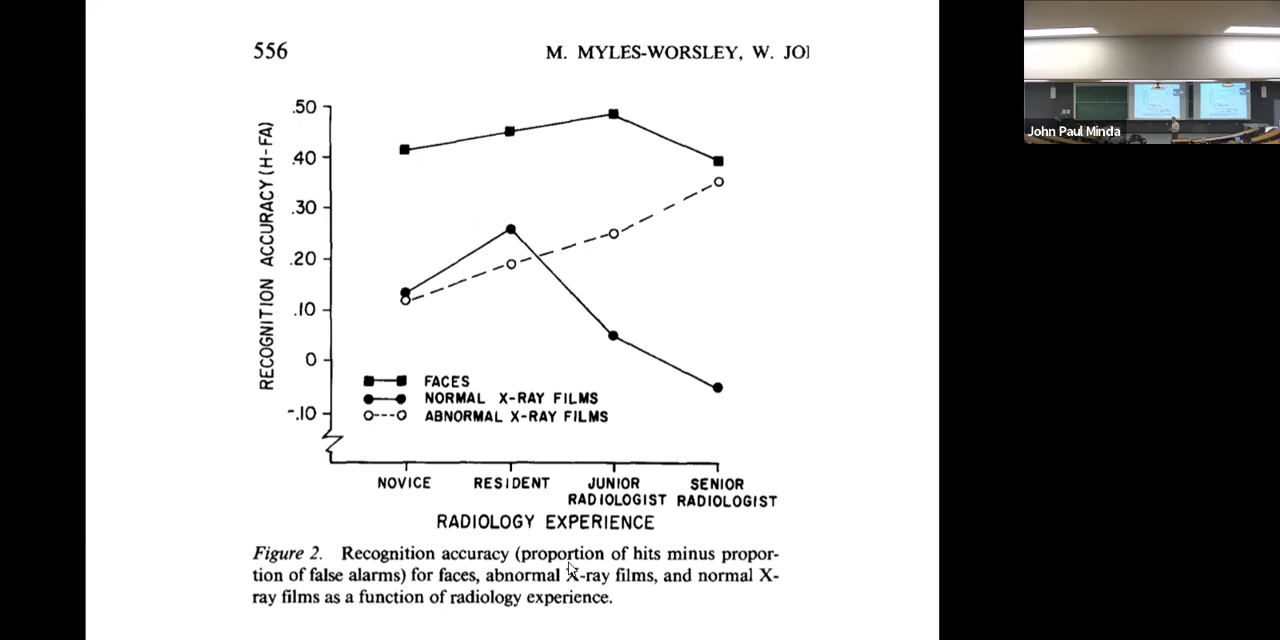 556
M. MYLES-WORSLEY, W. JO
RECOGNITION ACCURACY (H-FA)
.50
.40
.30
.20
.10
0
-.10
FACES
NORMAL X-RAY FILMS
ABNORMAL X-RAY FILMS
NOVICE
RESIDENT
JUNIOR RADIOLOGIST
SENIOR RADIOLOGIST
RADIOLOGY EXPERIENCE
Figure 2. Recognition accuracy (proportion of hits minus propor-
tion of false alarms) for faces, abnormal X-ray films, and normal X-
ray films as a function of radiology experience.
John Paul Minda